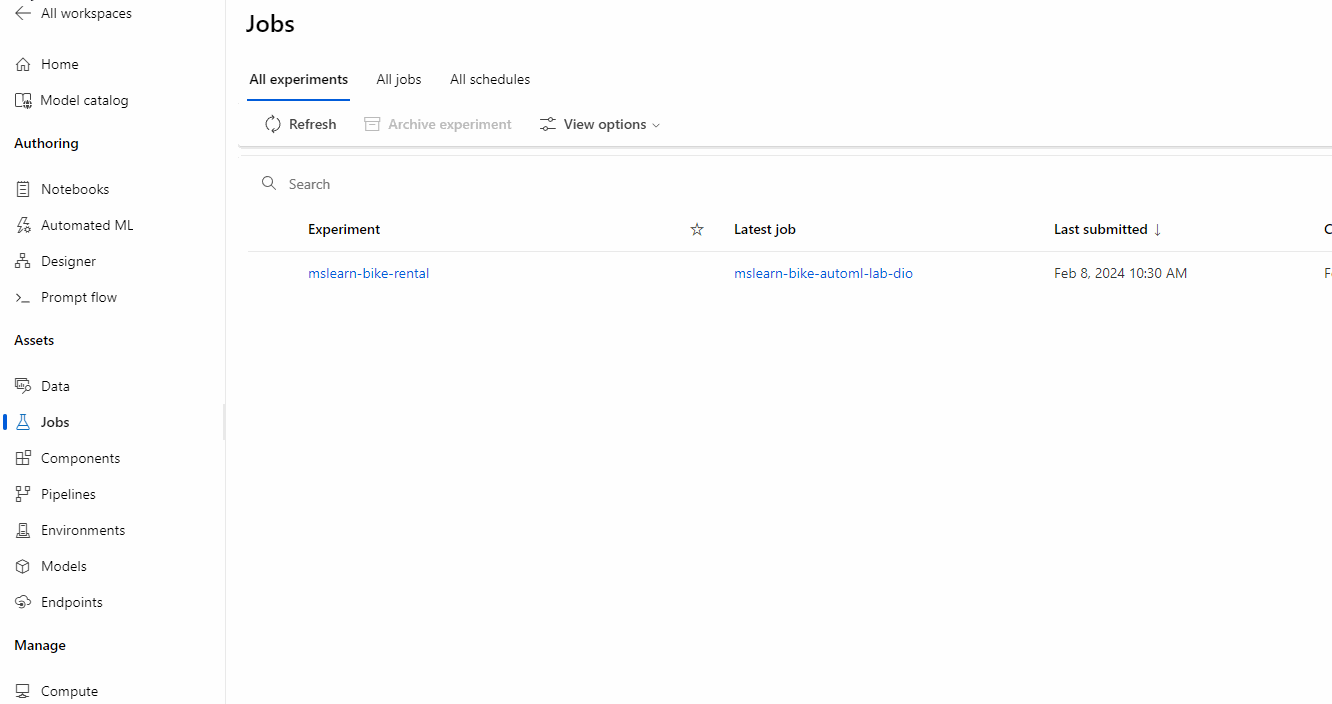 All workspaces
Home
Model catalog
Authoring
Notebooks
Automated ML
Designer
Prompt flow
Assets
Data
Jobs
Components
Pipelines
Environments
Models
Endpoints
Manage
Compute
Jobs
All experiments All jobs All schedules
Refresh Archive experiment View options
Search
Experiment Latest job Last submitted ↓
mslearn-bike-rental mslearn-bike-automl-lab-dio Feb 8, 2024 10:30 AM